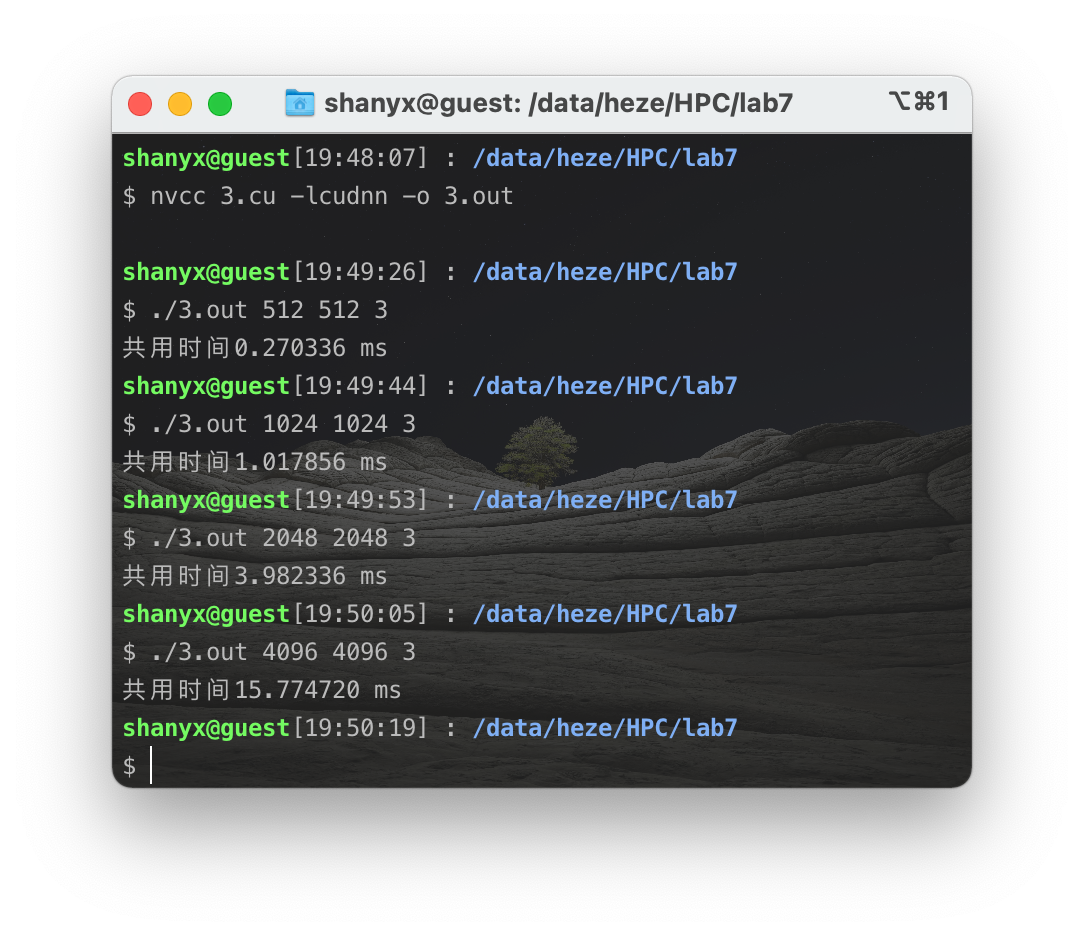 shanyx@guest: /data/heze/HPC/lab7 ⌥⌘1
shanyx@guest[19:48:07] : /data/heze/HPC/lab7
$ nvcc 3.cu -lcudnn -o 3.out
shanyx@guest[19:49:26] : /data/heze/HPC/lab7
$ ./3.out 512 512 3
共用时间0.270336 ms
shanyx@guest[19:49:44] : /data/heze/HPC/lab7
$ ./3.out 1024 1024 3
共用时间1.017856 ms
shanyx@guest[19:49:53] : /data/heze/HPC/lab7
$ ./3.out 2048 2048 3
共用时间3.982336 ms
shanyx@guest[19:50:05] : /data/heze/HPC/lab7
$ ./3.out 4096 4096 3
共用时间15.774720 ms
shanyx@guest[19:50:19] : /data/heze/HPC/lab7
$